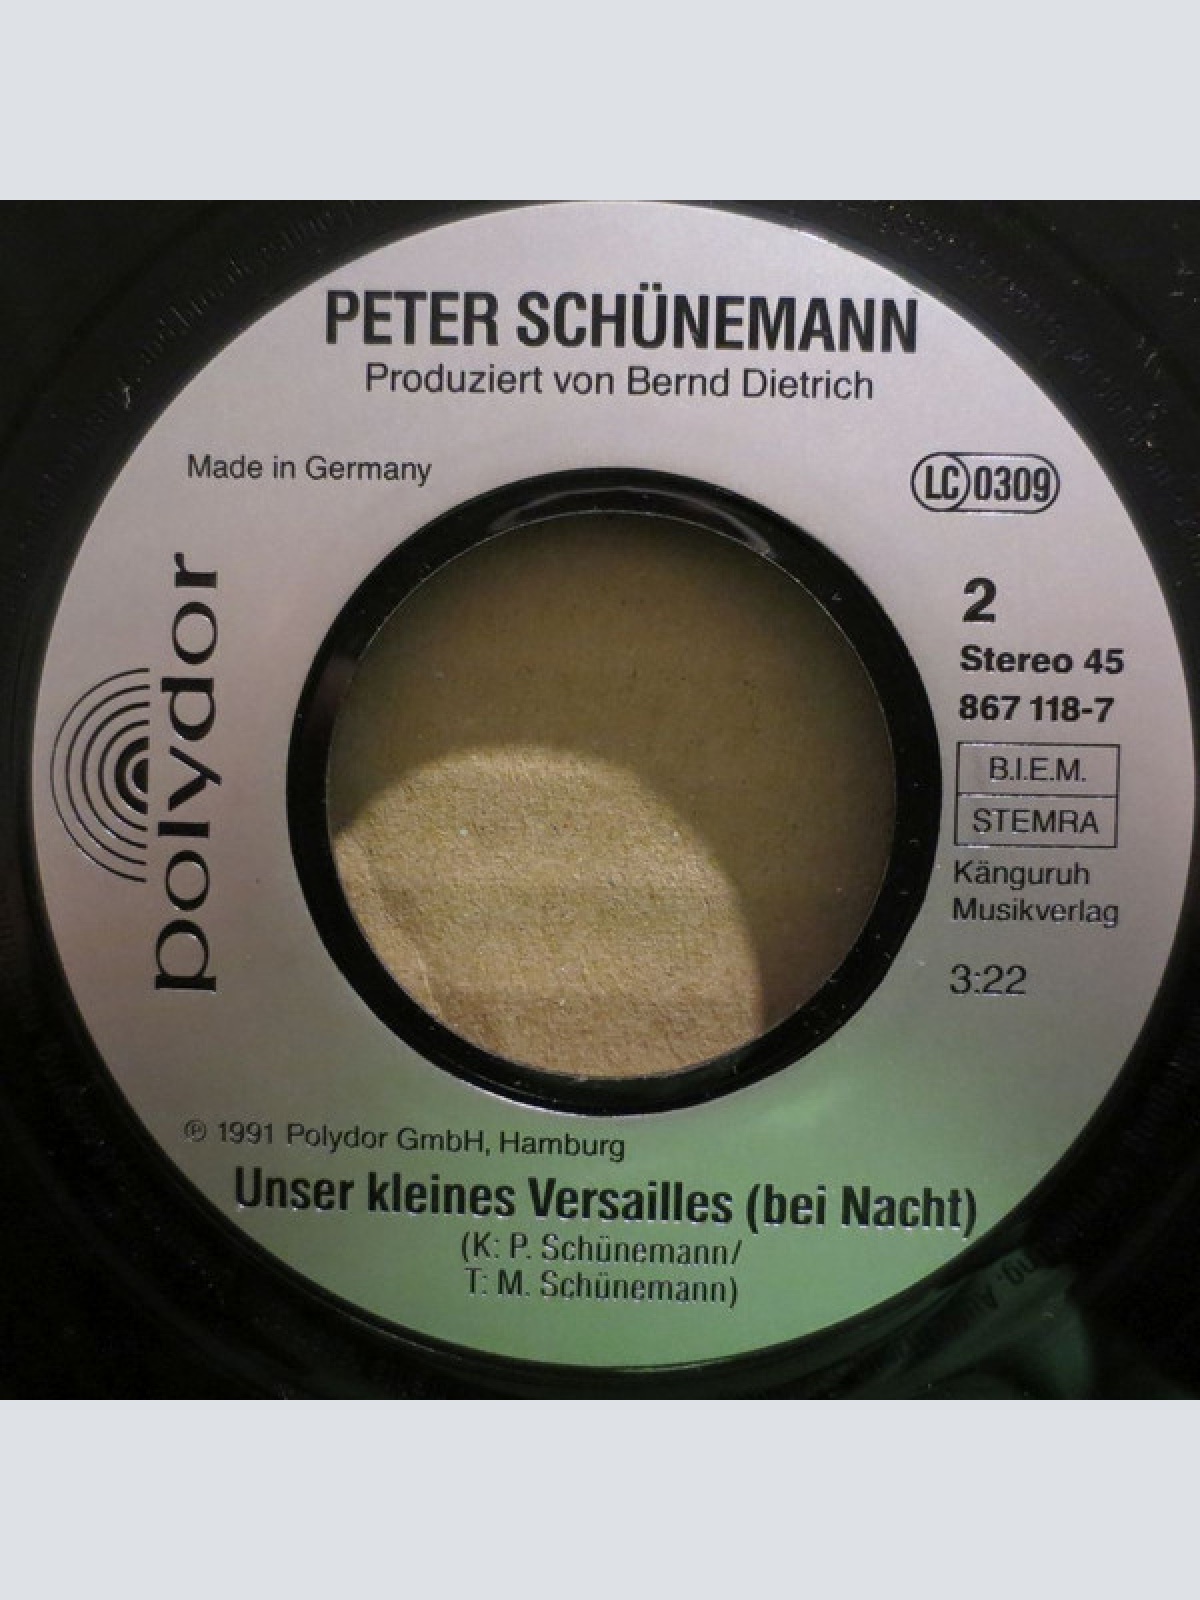 PETER SCHÜNEMANN
Produziert von Bernd Dietrich
Made in Germany
LC 0309
polydor
2
Stereo 45
867 118-7
B.I.E.M.
STEMRA
Känguruh
Musikverlag
3:22
℗ 1991 Polydor GmbH, Hamburg
Unser kleines Versailles (bei Nacht)
(K: P. Schünemann/
T: M. Schünemann)